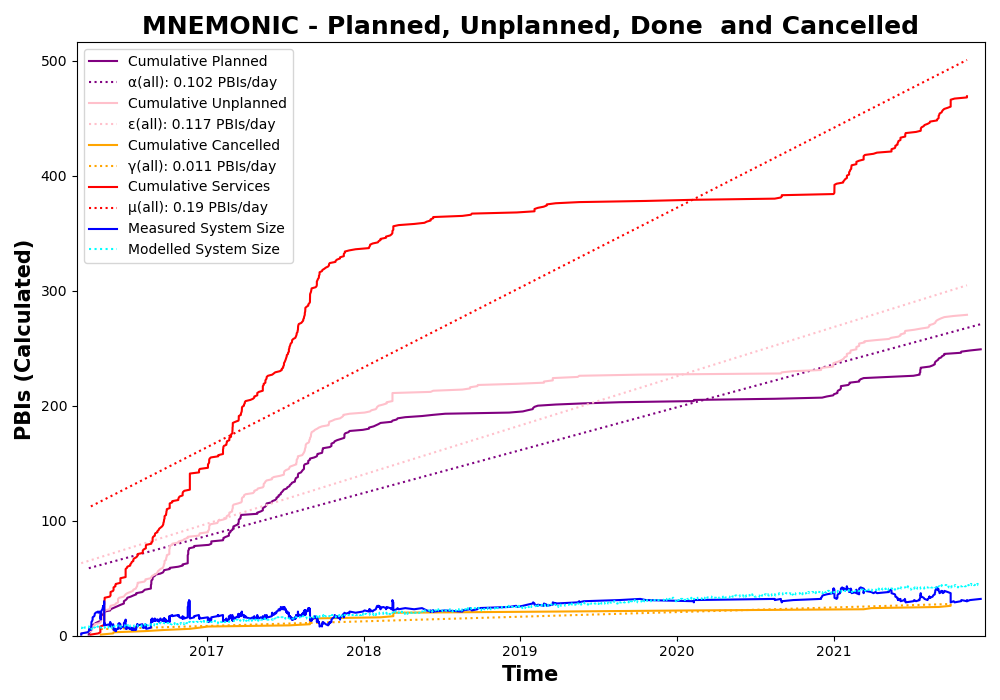 MNEMONIC - Planned, Unplanned, Done  and Cancelled
Cumulative Planned
α(all): 0.102 PBIs/day
Cumulative Unplanned
ε(all): 0.117 PBIs/day
Cumulative Cancelled
γ(all): 0.011 PBIs/day
Cumulative Services
μ(all): 0.19 PBIs/day
Measured System Size
Modelled System Size
PBIs (Calculated)
500
400
300
200
100
0
2017 2018 2019 2020 2021
Time